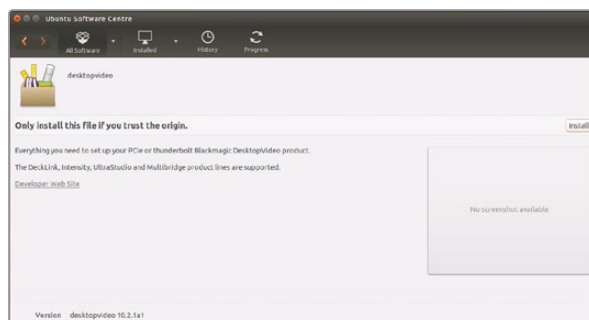 Ubuntu Software Centre
All Software
Installed
History
Progress
desktopvideo
Only install this file if you trust the origin.
Install
Everything you need to set up your PCIe or thunderbolt Blackmagic DesktopVideo product.
The DeckLink, Intensity, UltraStudio and Multibridge product lines are supported.
Developer Web Site
No screenshot available
Version desktopvideo 10.2.1a1